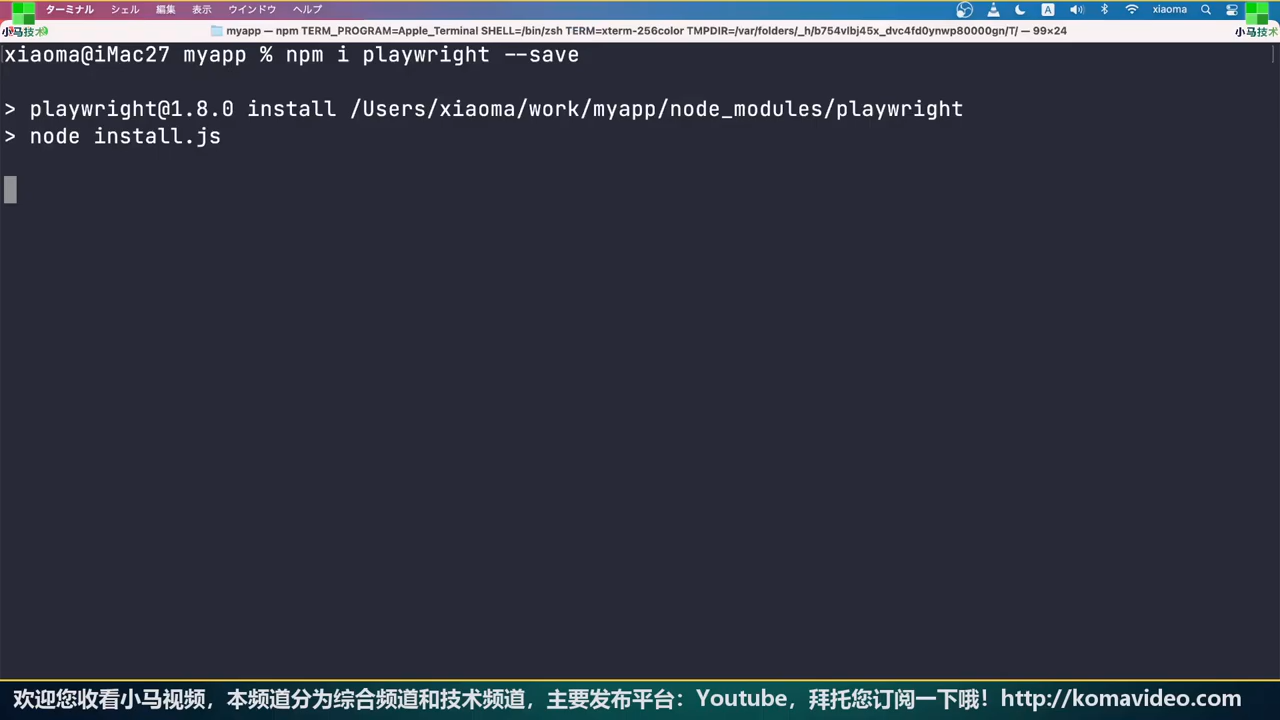 ターミナル シェル 編集 表示 ウインドウ ヘルプ A xiaoma
小马技术 小马技术
myapp — npm TERM_PROGRAM=Apple_Terminal SHELL=/bin/zsh TERM=xterm-256color TMPDIR=/var/folders/_h/b754vlbj45x_dvc4fd0ynwp80000gn/T/ — 99×24
xiaoma@iMac27 myapp % npm i playwright --save
> playwright@1.8.0 install /Users/xiaoma/work/myapp/node_modules/playwright
> node install.js
欢迎您收看小马视频，本频道分为综合频道和技术频道，主要发布平台：Youtube，拜托您订阅一下哦！http://komavideo.com